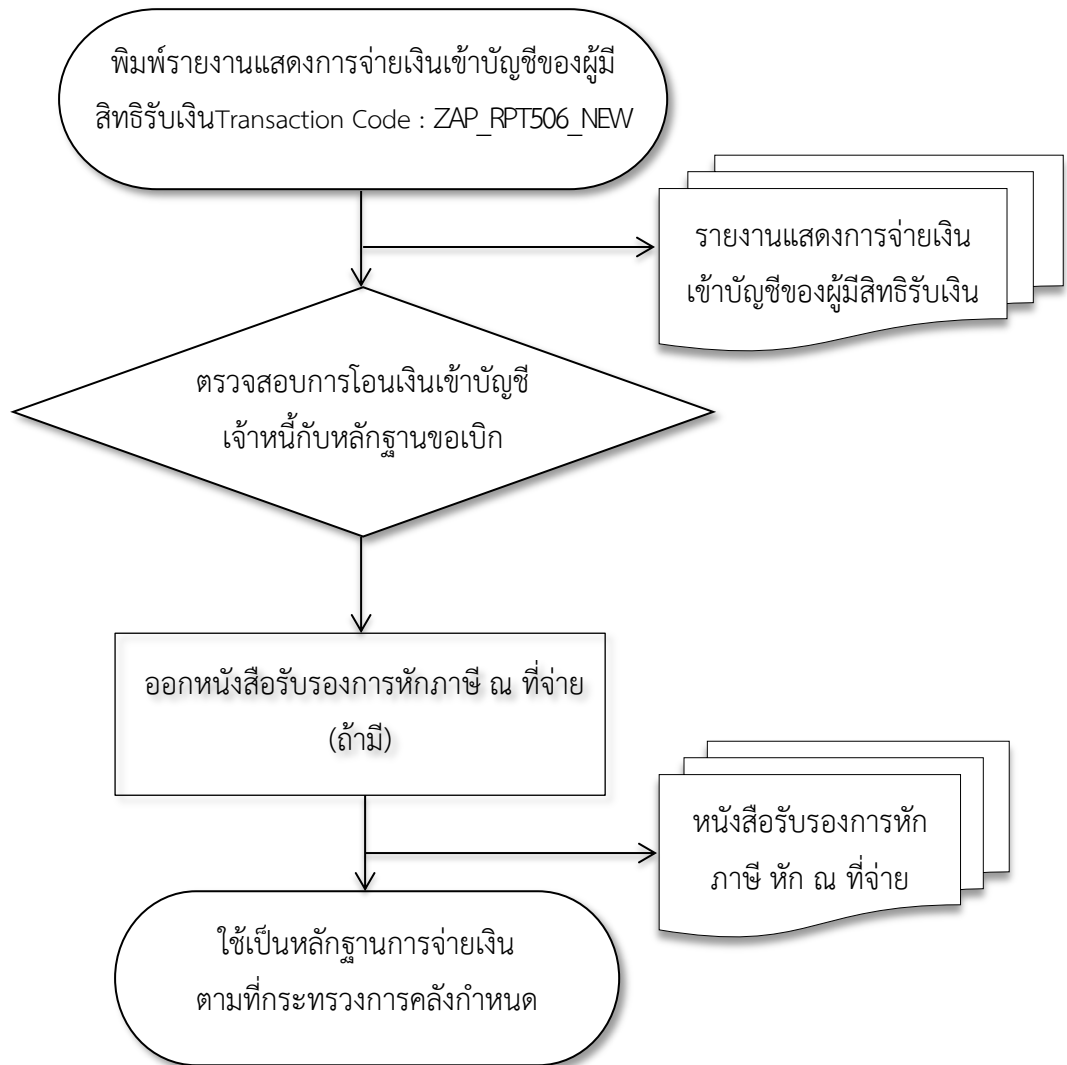 พิมพ์รายงานแสดงการจ่ายเงินเข้าบัญชีของผู้มี
สิทธิรับเงินTransaction Code : ZAP_RPT506_NEW
รายงานแสดงการจ่ายเงิน
เข้าบัญชีของผู้มีสิทธิรับเงิน
ตรวจสอบการโอนเงินเข้าบัญชี
เจ้าหนี้กับหลักฐานขอเบิก
ออกหนังสือรับรองการหักภาษี ณ ที่จ่าย
(ถ้ามี)
หนังสือรับรองการหัก
ภาษี หัก ณ ที่จ่าย
ใช้เป็นหลักฐานการจ่ายเงิน
ตามที่กระทรวงการคลังกำหนด